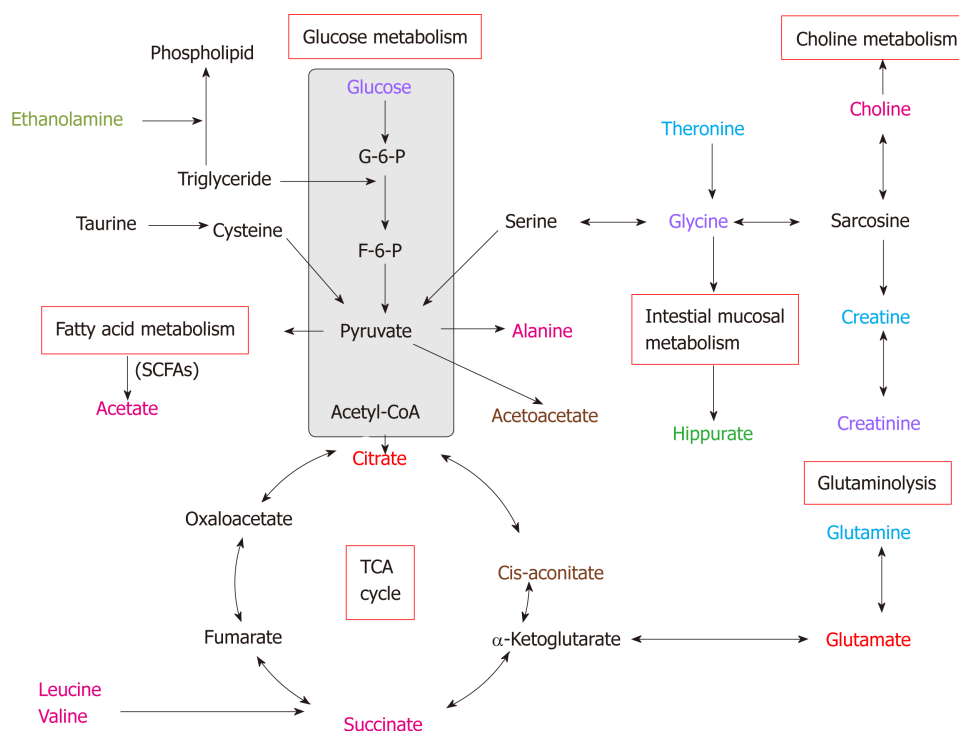 Glucose metabolism
Choline metabolism
Phospholipid
Glucose
Ethanolamine
Choline
Theronine
G-6-P
Triglyceride
Taurine
Cysteine
Serine
Glycine
Sarcosine
F-6-P
Fatty acid metabolism
Pyruvate
Alanine
Intestial mucosal
metabolism
Creatine
(SCFAs)
Acetate
Acetyl-CoA
Acetoacetate
Hippurate
Creatinine
Citrate
Glutaminolysis
Oxaloacetate
Glutamine
TCA
cycle
Cis-aconitate
Fumarate
α-Ketoglutarate
Glutamate
Leucine
Valine
Succinate